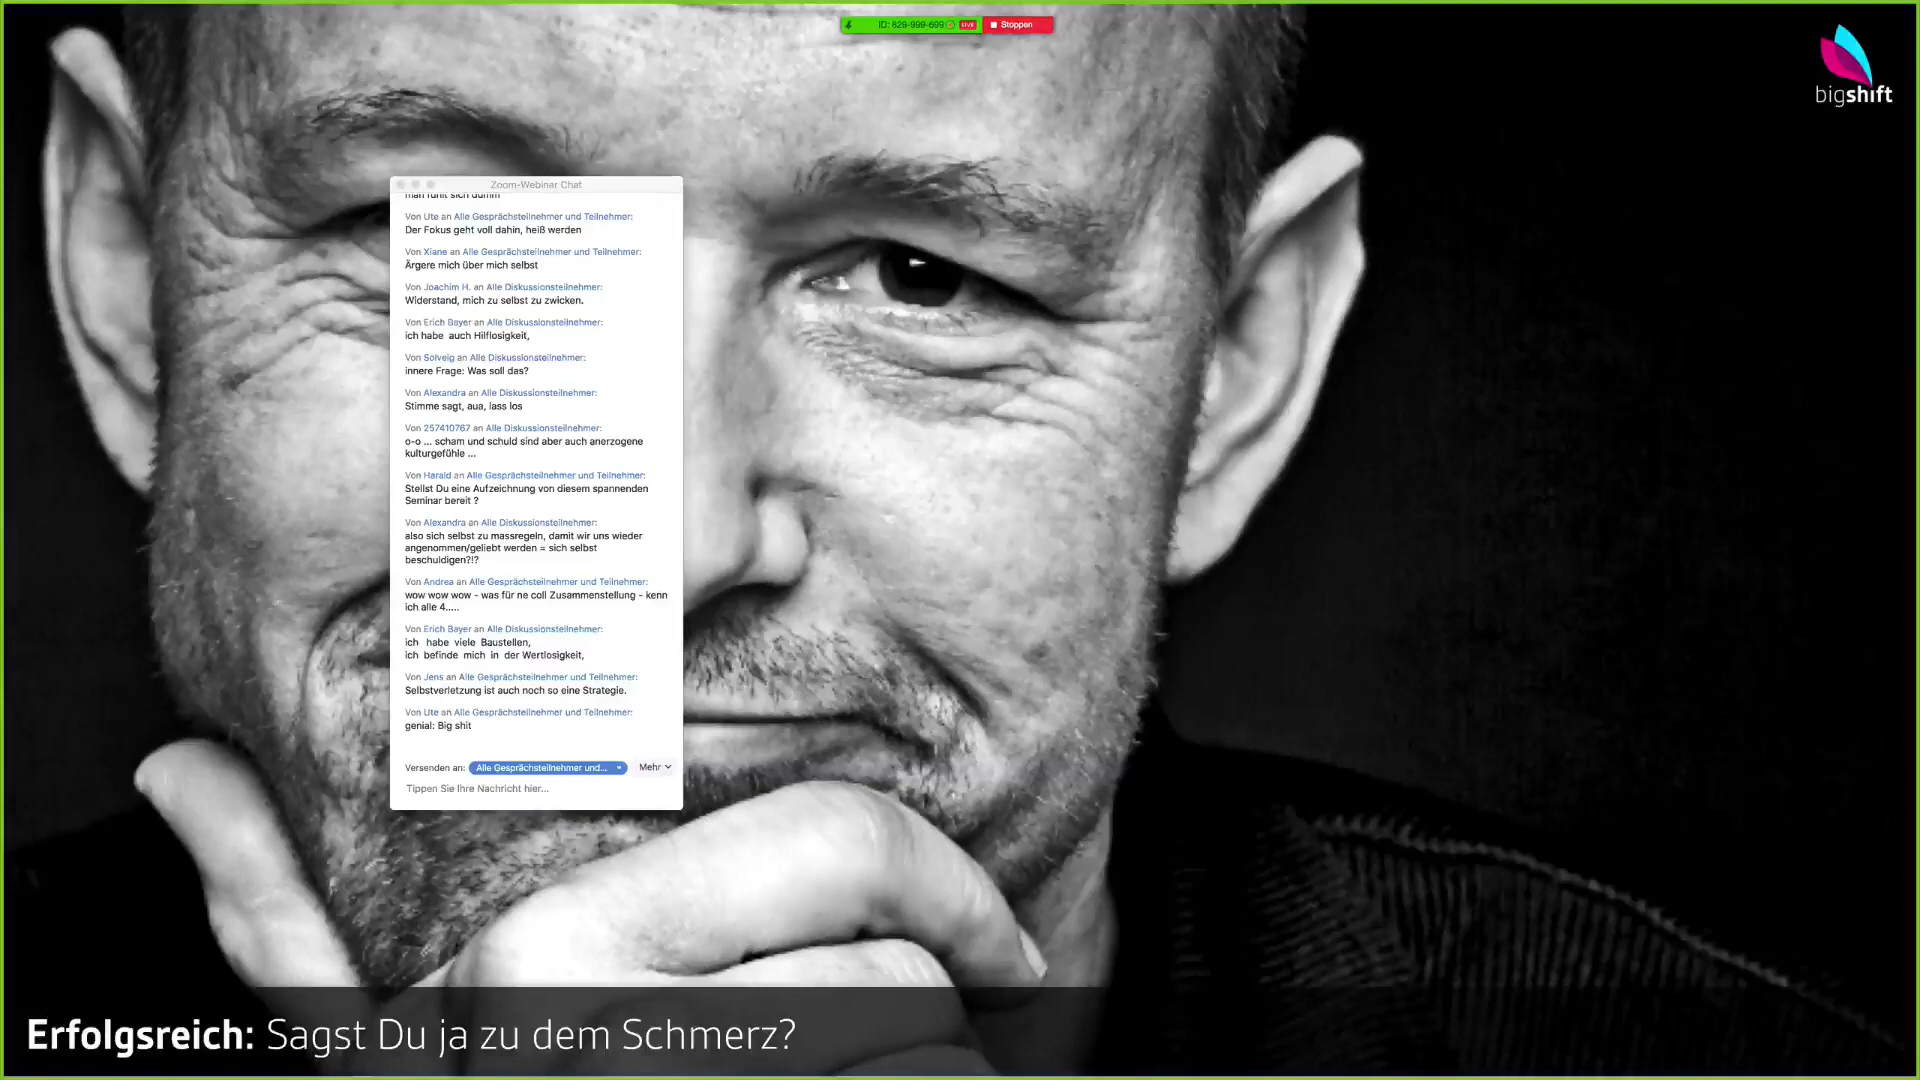 ID: 829-999-699 LIVE Stoppen
bigshift
Zoom-Webinar Chat
man fühlt sich dumm
Von Ute an Alle Gesprächsteilnehmer und Teilnehmer:
Der Fokus geht voll dahin, heiß werden
Von Xiane an Alle Gesprächsteilnehmer und Teilnehmer:
Ärgere mich über mich selbst
Von Joachim H. an Alle Diskussionsteilnehmer:
Widerstand, mich zu selbst zu zwicken.
Von Erich Bayer an Alle Diskussionsteilnehmer:
ich habe auch Hilflosigkeit,
Von Solveig an Alle Diskussionsteilnehmer:
innere Frage: Was soll das?
Von Alexandra an Alle Diskussionsteilnehmer:
Stimme sagt, aua, lass los
Von 257410767 an Alle Diskussionsteilnehmer:
o-o ... scham und schuld sind aber auch anerzogene
kulturgefühle ...
Von Harald an Alle Gesprächsteilnehmer und Teilnehmer:
Stellst Du eine Aufzeichnung von diesem spannenden
Seminar bereit ?
Von Alexandra an Alle Diskussionsteilnehmer:
also sich selbst zu massregeln, damit wir uns wieder
angenommen/geliebt werden = sich selbst
beschuldigen?!?
Von Andrea an Alle Gesprächsteilnehmer und Teilnehmer:
wow wow wow - was für ne coll Zusammenstellung - kenn
ich alle 4.....
Von Erich Bayer an Alle Diskussionsteilnehmer:
ich habe viele Baustellen,
ich befinde mich in der Wertlosigkeit,
Von Jens an Alle Gesprächsteilnehmer und Teilnehmer:
Selbstverletzung ist auch noch so eine Strategie.
Von Ute an Alle Gesprächsteilnehmer und Teilnehmer:
genial: Big shit
Versenden an: Alle Gesprächsteilnehmer und... Mehr
Tippen Sie Ihre Nachricht hier...
Erfolgsreich: Sagst Du ja zu dem Schmerz?